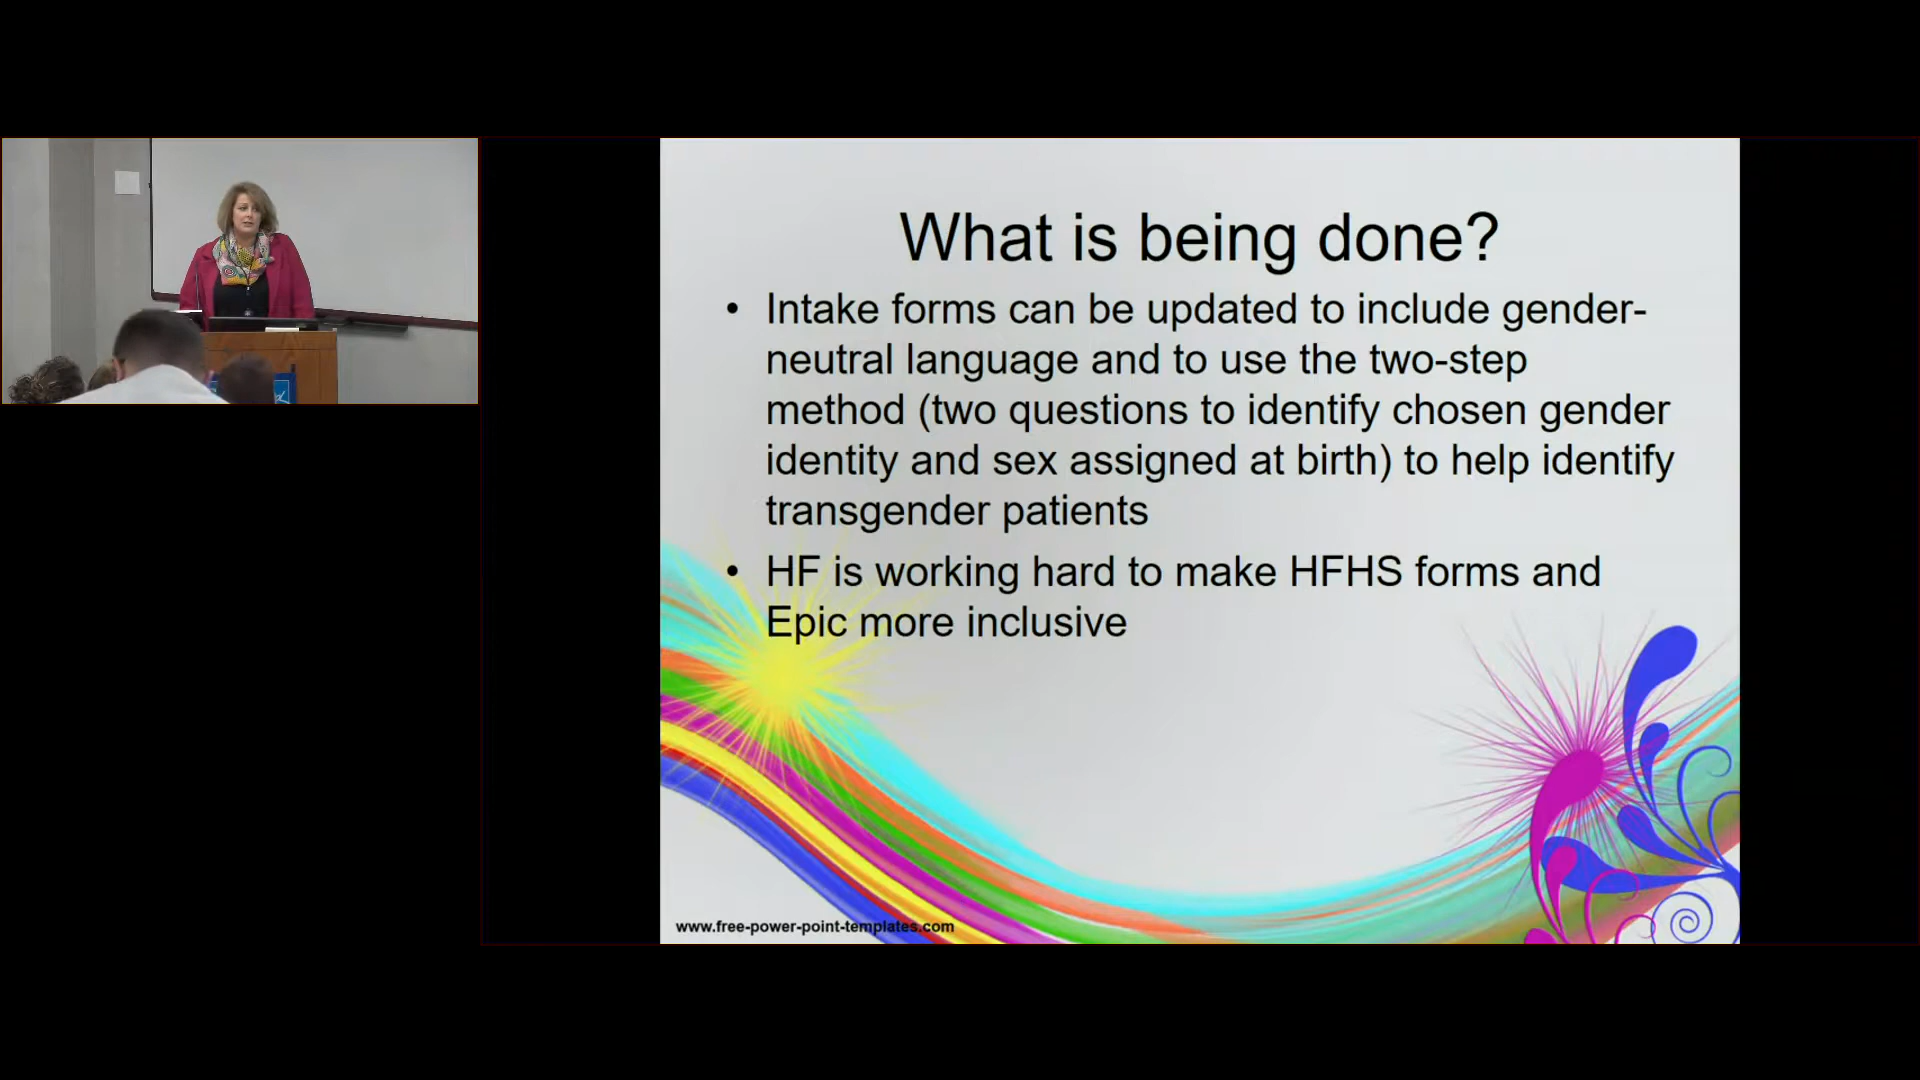 What is being done?
• Intake forms can be updated to include gender-
neutral language and to use the two-step
method (two questions to identify chosen gender
identity and sex assigned at birth) to help identify
transgender patients
• HF is working hard to make HFHS forms and
Epic more inclusive
www.free-power-point-templates.com